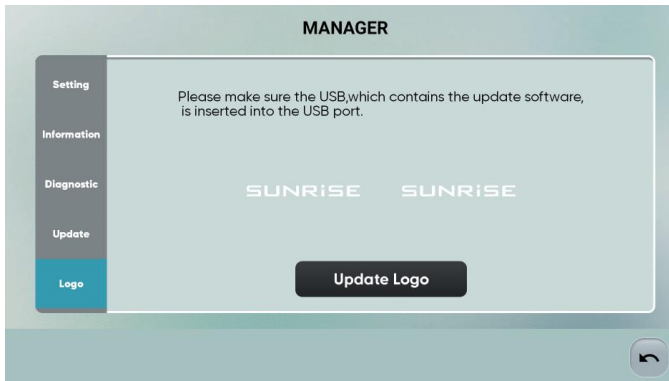 MANAGER
Setting
Information
Diagnostic
Update
Logo
Please make sure the USB,which contains the update software,
is inserted into the USB port.
SUNRiSE SUNRiSE
Update Logo